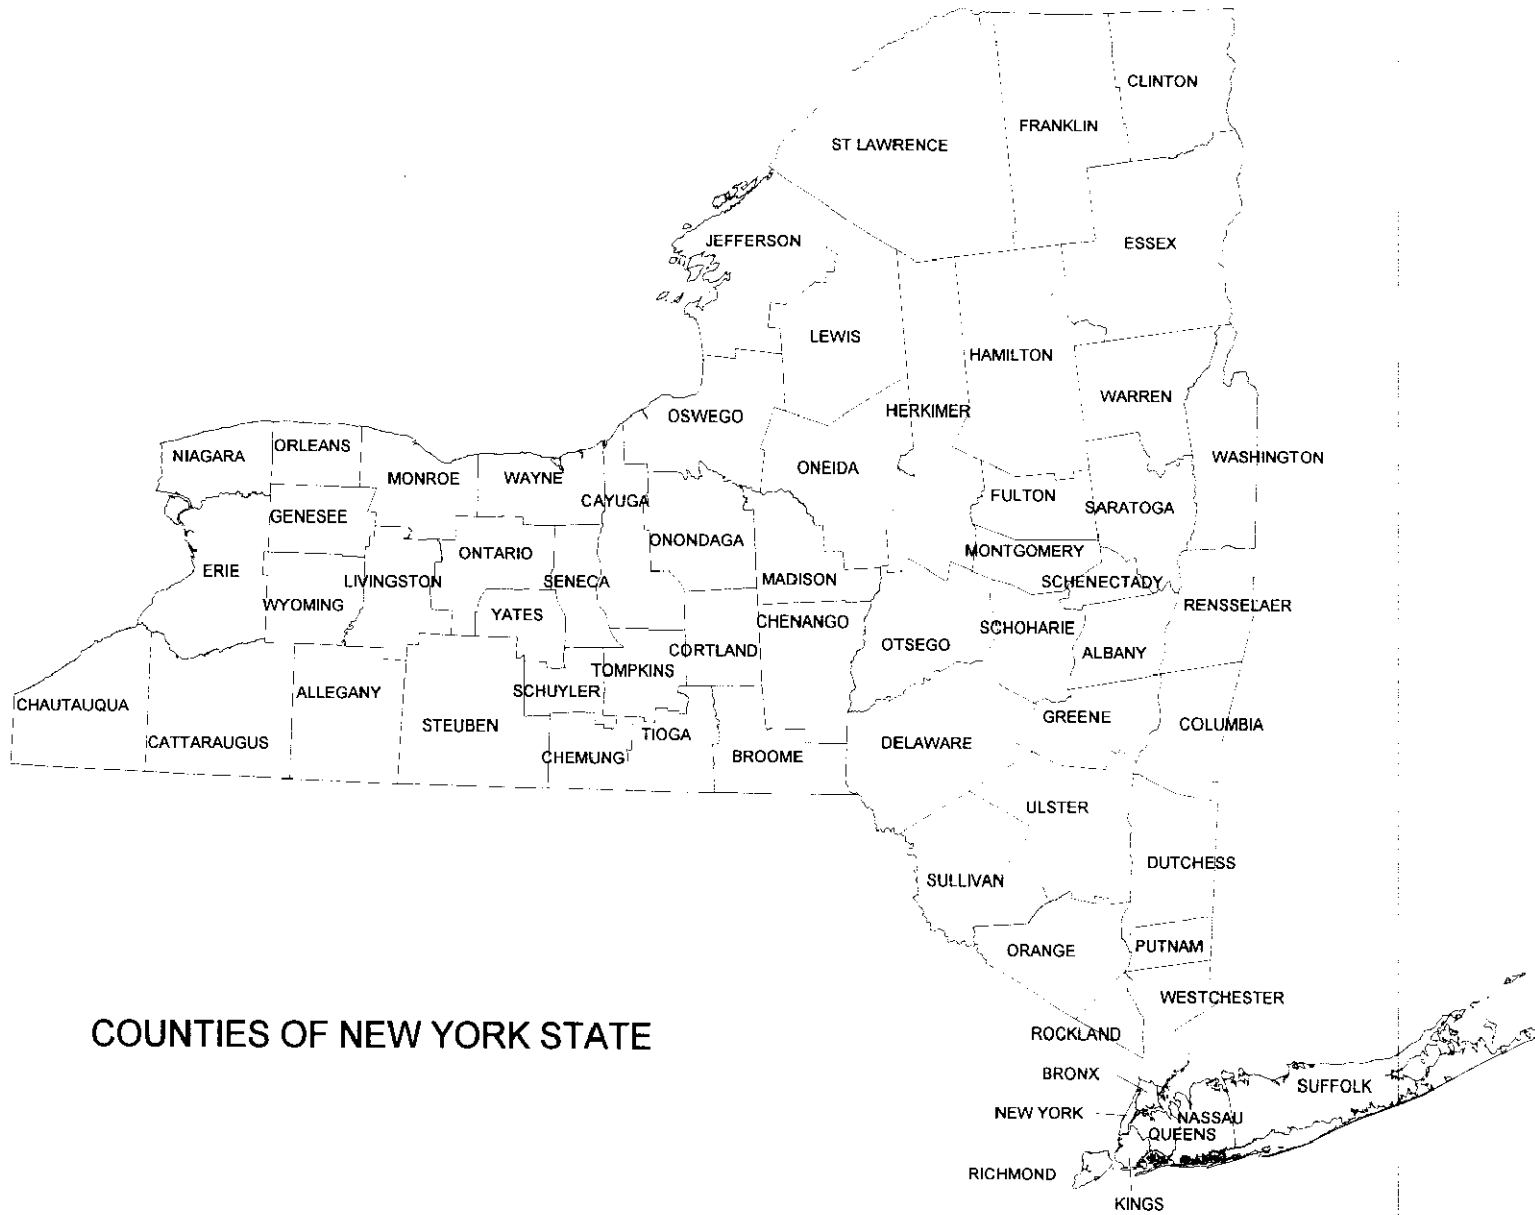 CLINTON
FRANKLIN
ST LAWRENCE
JEFFERSON
ESSEX
LEWIS
HAMILTON
WARREN
HERKIMER
OSWEGO
ORLEANS
NIAGARA
WASHINGTON
ONEIDA
MONROE
WAYNE
CAYUGA
FULTON
SARATOGA
GENESEE
ONONDAGA
MONTGOMERY
ONTARIO
ERIE
LIVINGSTON
SENECA
MADISON
SCHENECTADY
WYOMING
RENSSELAER
YATES
CHENANGO
SCHOHARIE
OTSEGO
CORTLAND
ALBANY
TOMPKINS
ALLEGANY
SCHUYLER
CHAUTAUQUA
GREENE
STEUBEN
COLUMBIA
TIOGA
CATTARAUGUS
DELAWARE
CHEMUNG
BROOME
ULSTER
DUTCHESS
SULLIVAN
ORANGE
PUTNAM
WESTCHESTER
COUNTIES OF NEW YORK STATE
ROCKLAND
BRONX
SUFFOLK
NEW YORK
NASSAU
QUEENS
RICHMOND
KINGS